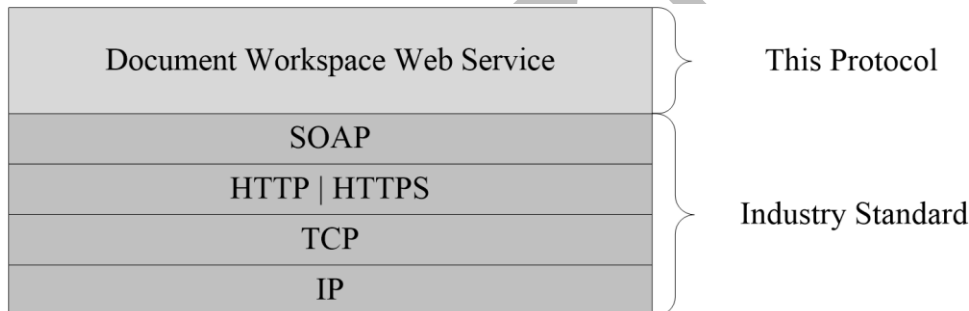 Document Workspace Web Service
This Protocol
SOAP
HTTP | HTTPS
TCP
IP
Industry Standard